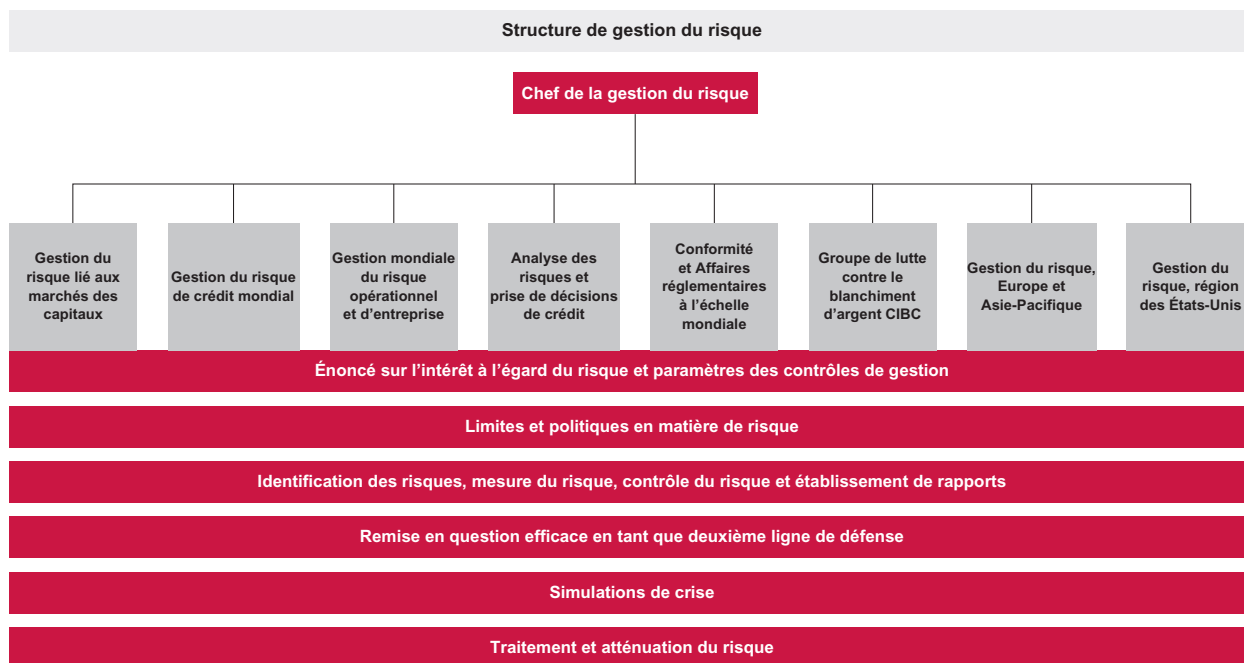 Structure de gestion du risque
Chef de la gestion du risque
Gestion du
risque lié aux
marchés des
capitaux
Gestion du risque
de crédit mondial
Gestion mondiale
du risque
opérationnel
et d’entreprise
Analyse des
risques et
prise de décisions
de crédit
Conformité
et Affaires
réglementaires
à l’échelle
mondiale
Groupe de lutte
contre le
blanchiment
d’argent CIBC
Gestion du risque,
Europe et
Asie-Pacifique
Gestion du
risque, région
des États-Unis
Énoncé sur l’intérêt à l’égard du risque et paramètres des contrôles de gestion
Limites et politiques en matière de risque
Identification des risques, mesure du risque, contrôle du risque et établissement de rapports
Remise en question efficace en tant que deuxième ligne de défense
Simulations de crise
Traitement et atténuation du risque